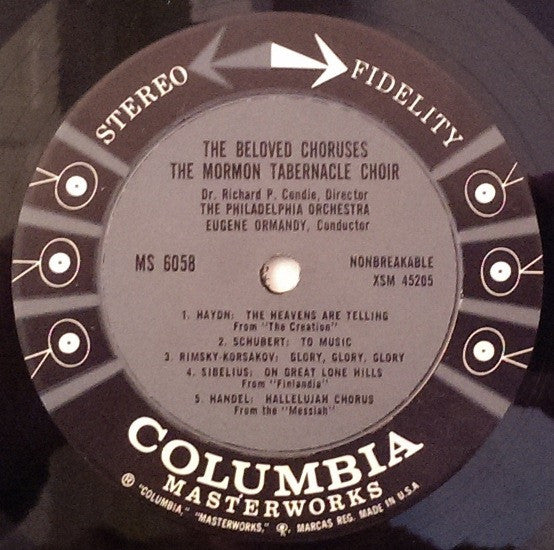 STEREO FIDELITY
THE BELOVED CHORUSES
THE MORMON TABERNACLE CHOIR
Dr. Richard P. Condie, Director
THE PHILADELPHIA ORCHESTRA
EUGENE ORMANDY, Conductor
MS 6058
NONBREAKABLE
XSM 45205
1. HAYDN: THE HEAVENS ARE TELLING
From "The Creation"
2. SCHUBERT: TO MUSIC
3. RIMSKY-KORSAKOV: GLORY, GLORY, GLORY
4. SIBELIUS: ON GREAT LONE HILLS
From "Finlandia"
5. HANDEL: HALLELUJAH CHORUS
From the "Messiah"
COLUMBIA
MASTERWORKS
® "COLUMBIA," "MASTERWORKS," MARCAS REG. MADE IN U.S.A